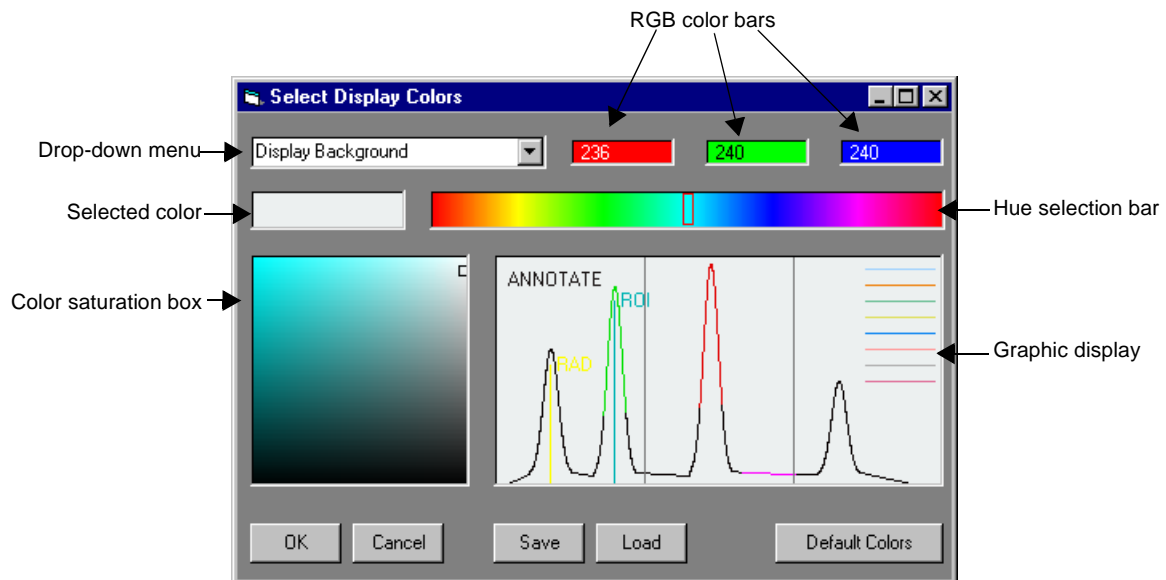 RGB color bars
Select Display Colors
Drop-down menu
Display Background
236
240
240
Selected color
Hue selection bar
Color saturation box
ANNOTATE
ROI
RAD
Graphic display
OK
Cancel
Save
Load
Default Colors